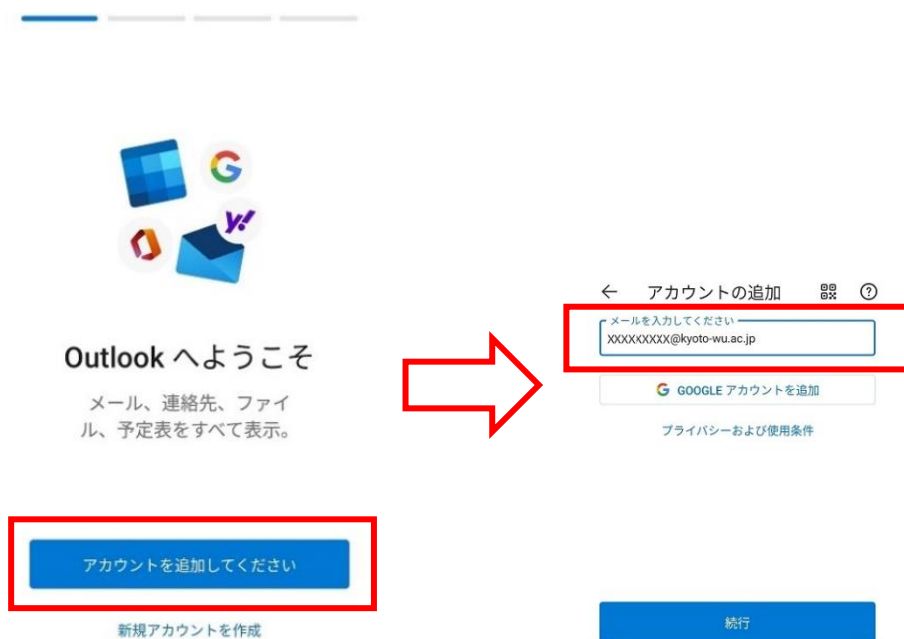 Outlook へようこそ
メール、連絡先、ファイ
ル、予定表をすべて表示。
アカウントを追加してください
新規アカウントを作成
アカウントの追加
メールを入力してください
XXXXXXXXX@kyoto-wu.ac.jp
G GOOGLE アカウントを追加
プライバシーおよび使用条件
続行